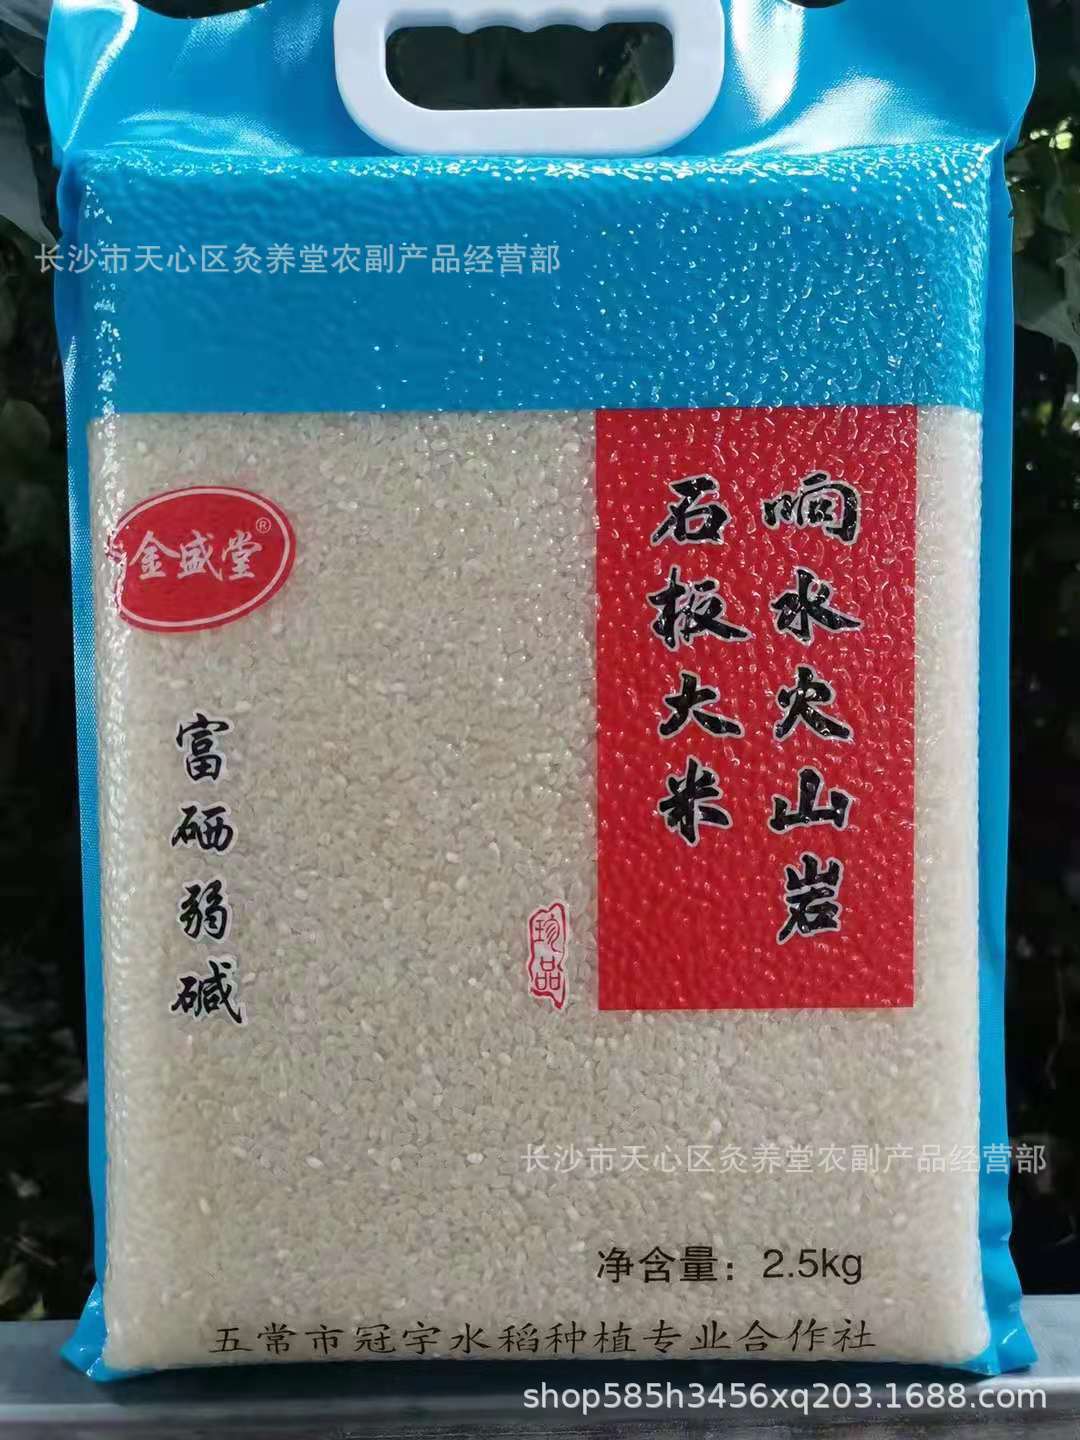 长沙市天心区灸养堂农副产品经营部
金盛堂®
响水火山岩
石板大米
富硒弱碱
珍品
长沙市天心区灸养堂农副产品经营部
净含量：2.5kg
五常市冠宇水稻种植专业合作社
shop585h3456xq203.1688.com